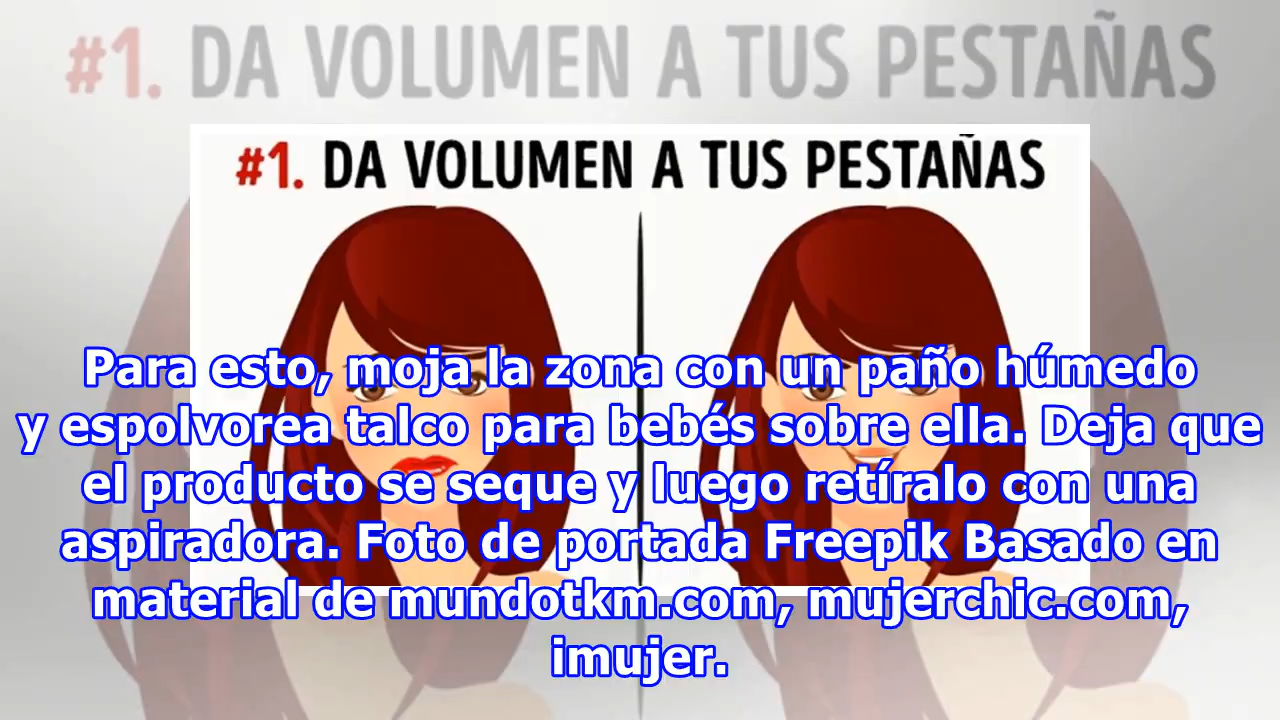 #1. DA VOLUMEN A TUS PESTAÑAS
#1. DA VOLUMEN A TUS PESTAÑAS
Para esto, moja la zona con un paño húmedo
y espolvorea talco para bebés sobre ella. Deja que
el producto se seque y luego retíralo con una
aspiradora. Foto de portada Freepik Basado en
material de mundotkm.com, mujerchic.com,
imujer.